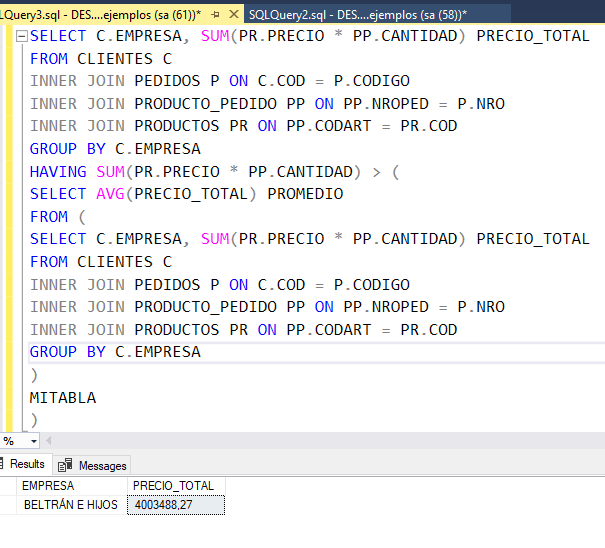 LQuery3.sql - DES....ejemplos (sa (61))* SQLQuery2.sql - DES....ejemplos (sa (58))*
SELECT C.EMPRESA, SUM(PR.PRECIO * PP.CANTIDAD) PRECIO_TOTAL
FROM CLIENTES C
INNER JOIN PEDIDOS P ON C.COD = P.CODIGO
INNER JOIN PRODUCTO_PEDIDO PP ON PP.NROPED = P.NRO
INNER JOIN PRODUCTOS PR ON PP.CODART = PR.COD
GROUP BY C.EMPRESA
HAVING SUM(PR.PRECIO * PP.CANTIDAD) > (
SELECT AVG(PRECIO_TOTAL) PROMEDIO
FROM (
SELECT C.EMPRESA, SUM(PR.PRECIO * PP.CANTIDAD) PRECIO_TOTAL
FROM CLIENTES C
INNER JOIN PEDIDOS P ON C.COD = P.CODIGO
INNER JOIN PRODUCTO_PEDIDO PP ON PP.NROPED = P.NRO
INNER JOIN PRODUCTOS PR ON PP.CODART = PR.COD
GROUP BY C.EMPRESA
)
MITABLA
)
%
Results Messages
EMPRESA PRECIO_TOTAL
BELTRÁN E HIJOS 4003488,27